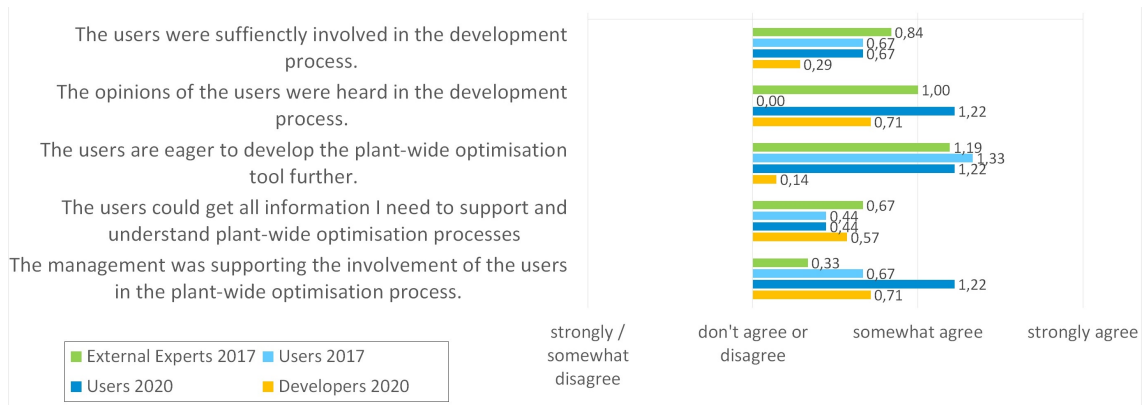 The users were suffienctly involved in the development
process.
0,84
0,67
0,67
0,29
The opinions of the users were heard in the development
process.
1,00
0,00
1,22
0,71
The users are eager to develop the plant-wide optimisation
tool further.
1,19
1,33
1,22
0,14
The users could get all information I need to support and
understand plant-wide optimisation processes
0,67
0,44
0,44
0,57
The management was supporting the involvement of the users
in the plant-wide optimisation process.
0,33
0,67
1,22
0,71
strongly /
somewhat
disagree
don't agree or
disagree
somewhat agree
strongly agree
External Experts 2017
Users 2017
Users 2020
Developers 2020